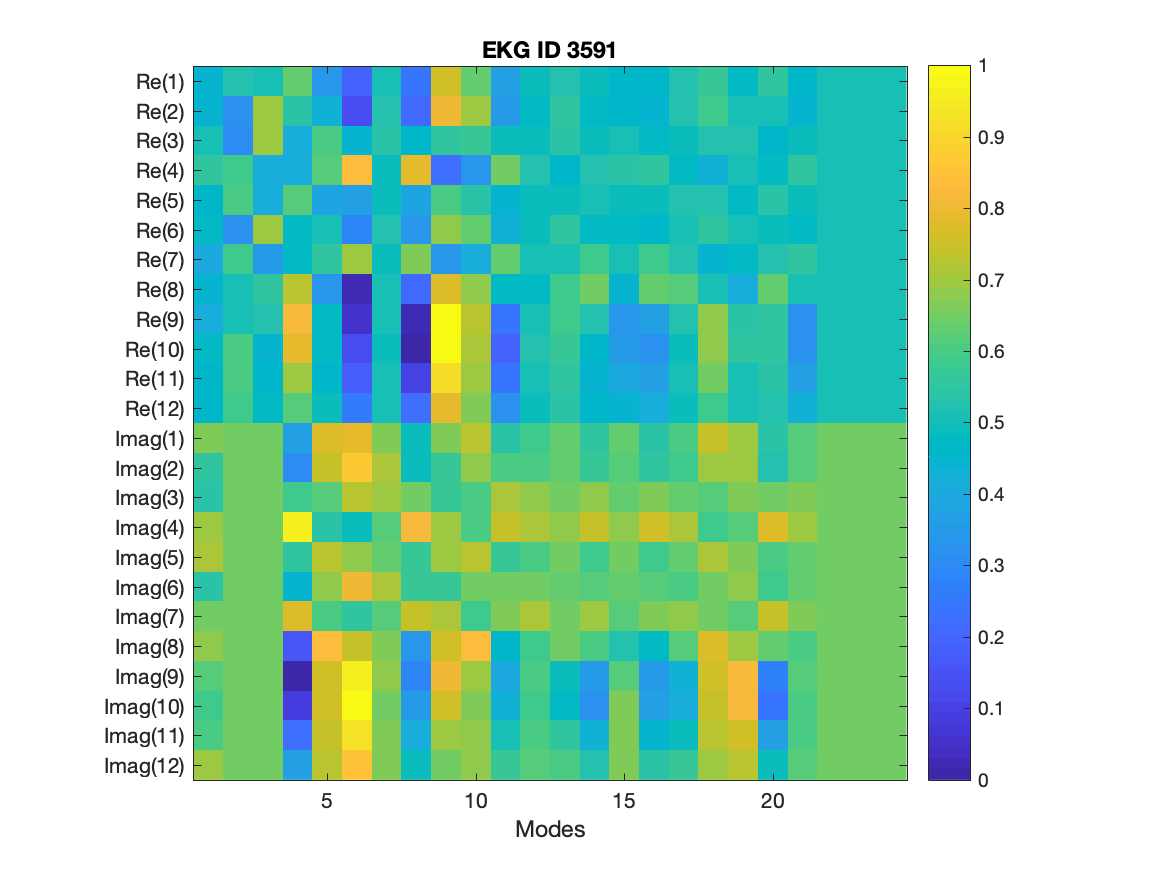 EKG ID 3591
Re(1)
Re(2)
Re(3)
Re(4)
Re(5)
Re(6)
Re(7)
Re(8)
Re(9)
Re(10)
Re(11)
Re(12)
Imag(1)
Imag(2)
Imag(3)
Imag(4)
Imag(5)
Imag(6)
Imag(7)
Imag(8)
Imag(9)
Imag(10)
Imag(11)
Imag(12)
5 10 15 20
Modes
1
0.9
0.8
0.7
0.6
0.5
0.4
0.3
0.2
0.1
0